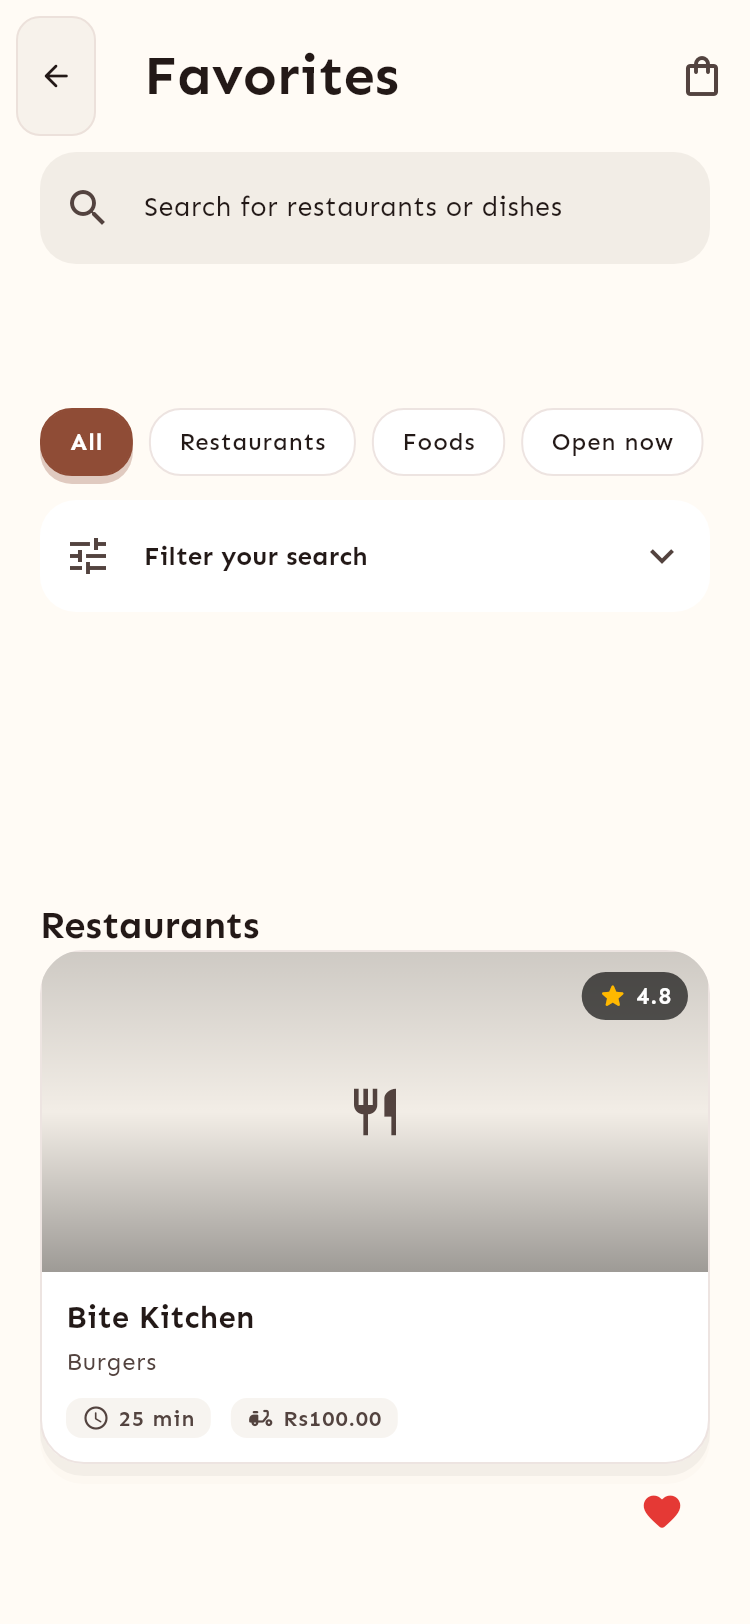 Favorites
Search for restaurants or dishes
All
Restaurants
Foods
Open now
Filter your search
Restaurants
4.8
Bite Kitchen
Burgers
25 min
Rs100.00